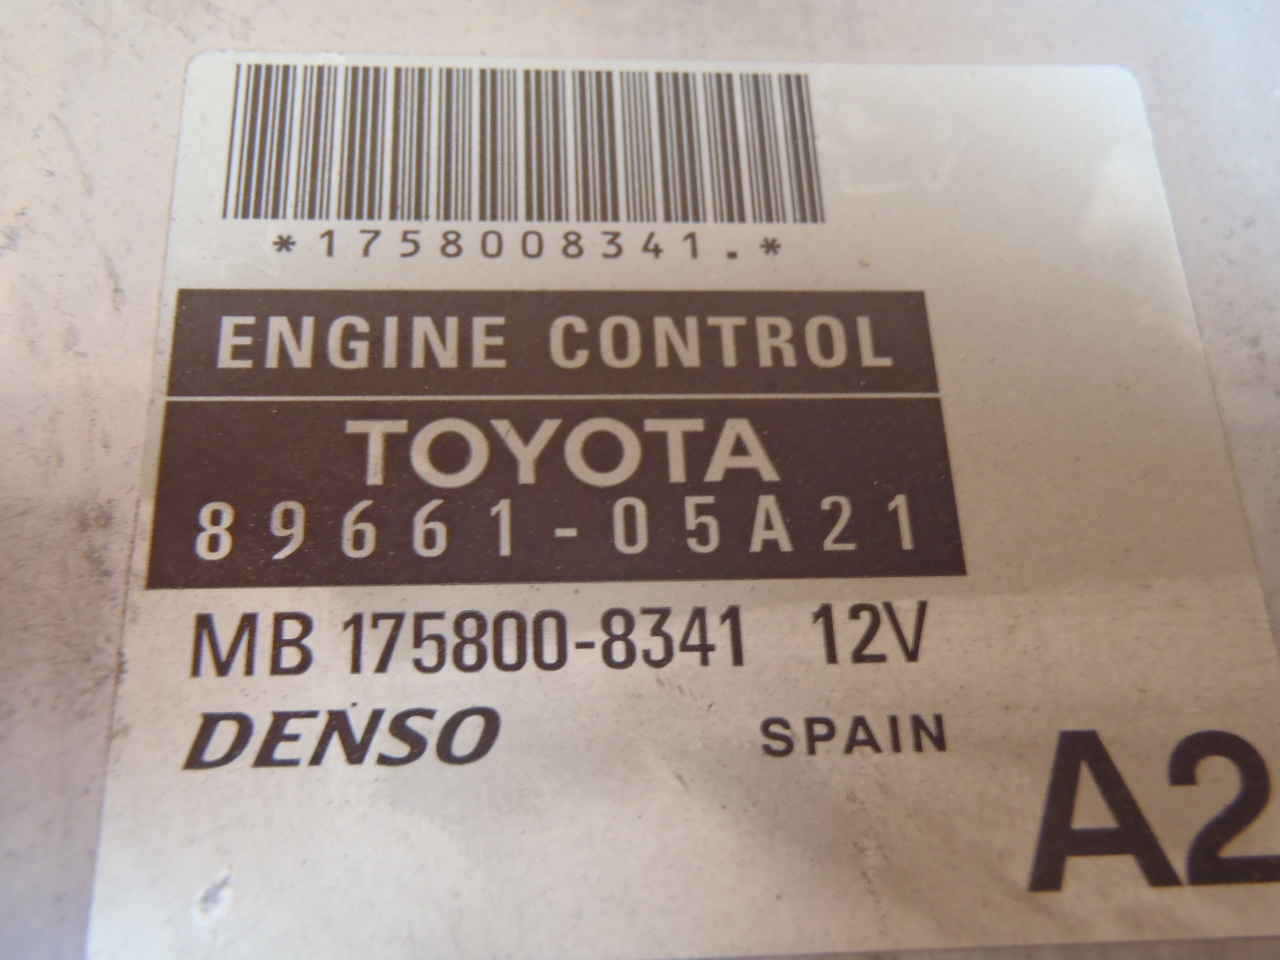 *1758008341.*
ENGINE CONTROL
TOYOTA
89661-05A21
MB 175800-8341 12V
DENSO SPAIN
A2